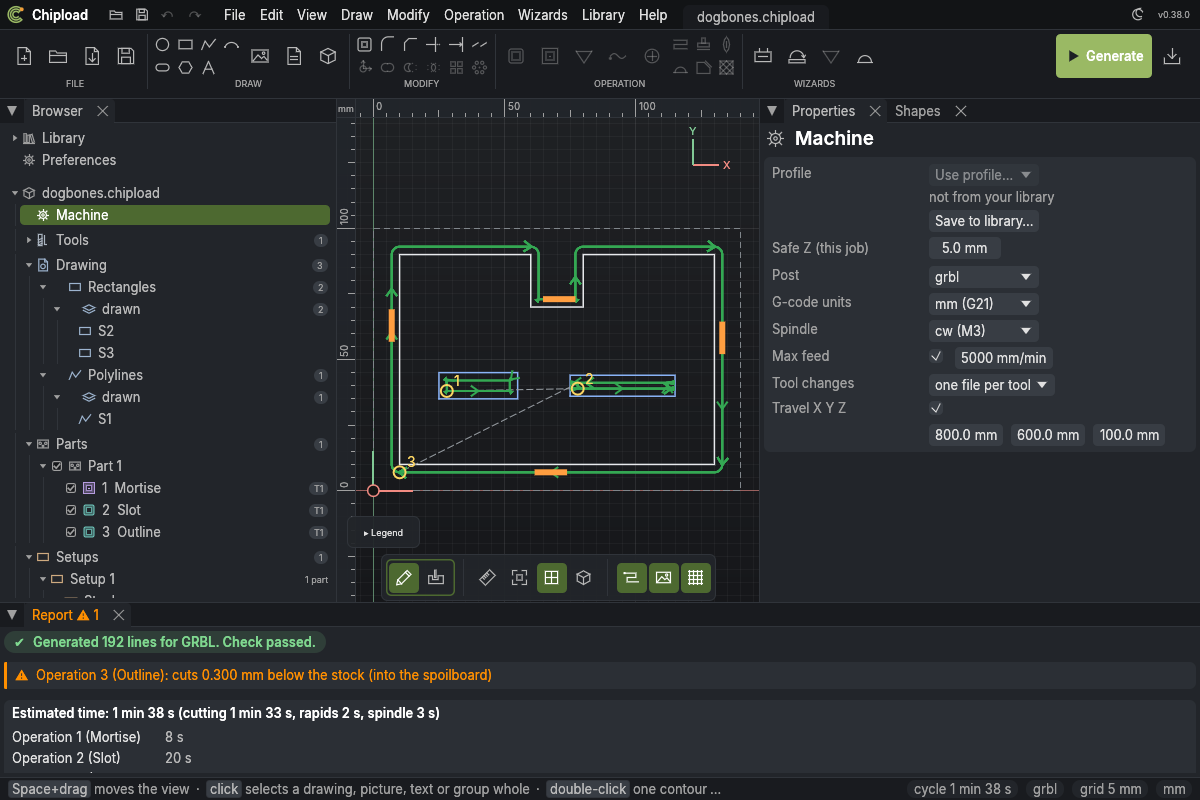 Chipload
File
Edit
View
Draw
Modify
Operation
Wizards
Library
Help
dogbones.chipload
v0.38.0
FILE
DRAW
MODIFY
OPERATION
WIZARDS
Generate
Browser
Library
Preferences
dogbones.chipload
Machine
Tools 1
Drawing 3
Rectangles 2
drawn 2
S2
S3
Polylines 1
drawn 1
S1
Parts 1
Part 1
1 Mortise T1
2 Slot T1
3 Outline T1
Setups 1
Setup 1 1 part
mm
0 50 100
100
50
0
Y
X
1
2
3
Legend
Properties
Shapes
Machine
Profile Use profile...
not from your library
Save to library...
Safe Z (this job) 5.0 mm
Post grbl
G-code units mm (G21)
Spindle cw (M3)
Max feed 5000 mm/min
Tool changes one file per tool
Travel X Y Z
800.0 mm 600.0 mm 100.0 mm
Report 1
Generated 192 lines for GRBL. Check passed.
Operation 3 (Outline): cuts 0.300 mm below the stock (into the spoilboard)
Estimated time: 1 min 38 s (cutting 1 min 33 s, rapids 2 s, spindle 3 s)
Operation 1 (Mortise) 8 s
Operation 2 (Slot) 20 s
Space+drag moves the view · click selects a drawing, picture, text or group whole · double-click one contour ...
cycle 1 min 38 s grbl grid 5 mm mm